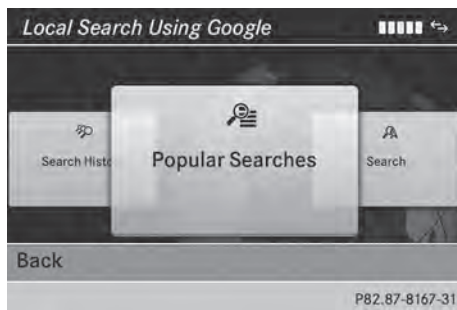 Local Search Using Google
Search Histo
Popular Searches
Search
Back
P82.87-8167-31